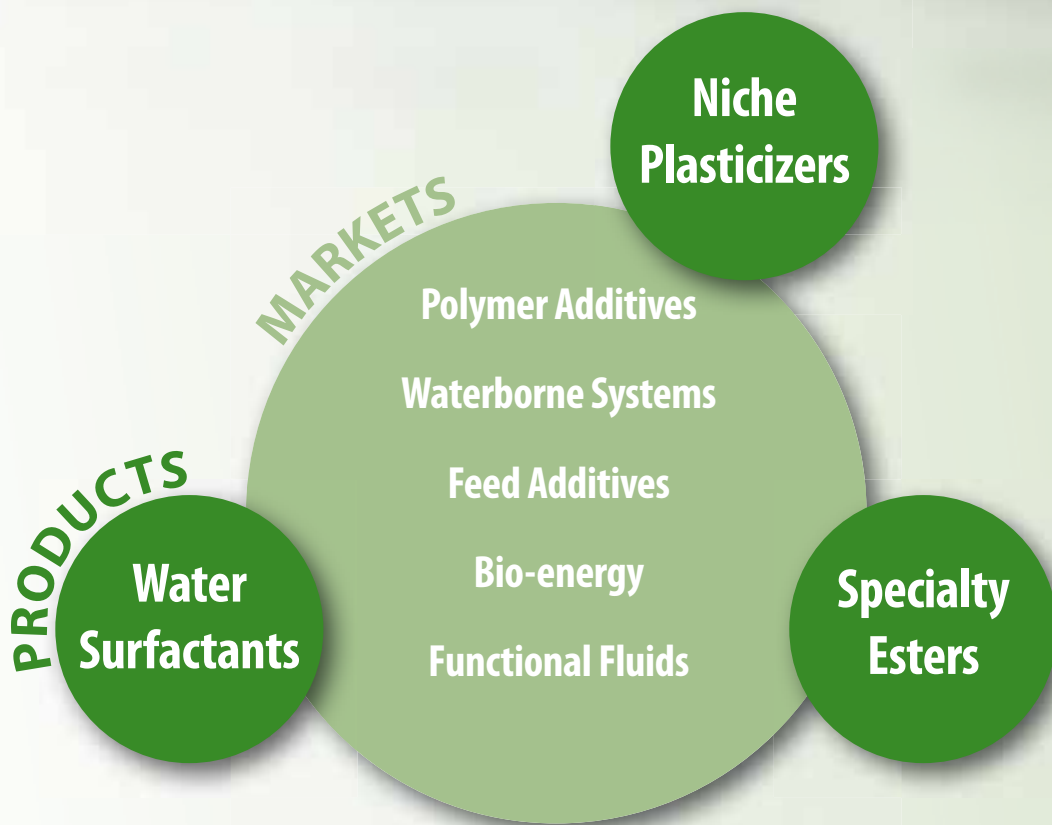 Niche
Plasticizers
MARKETS
Polymer Additives
Waterborne Systems
Feed Additives
Bio-energy
Functional Fluids
PRODUCTS
Water
Surfactants
Specialty
Esters